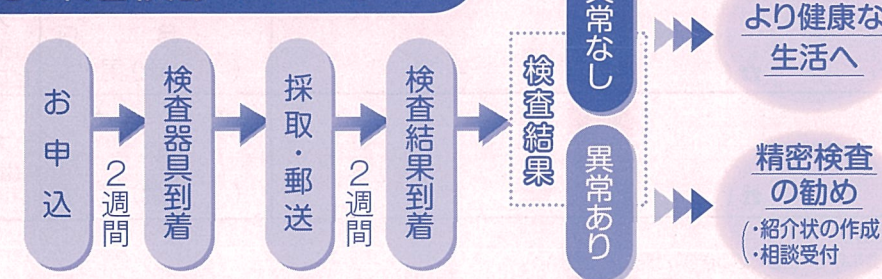 お申込
2週間
検査器具到着
採取・郵送
2週間
検査結果到着
検査結果
異常なし
より健康な
生活へ
異常あり
精密検査
の勧め
・紹介状の作成
・相談受付